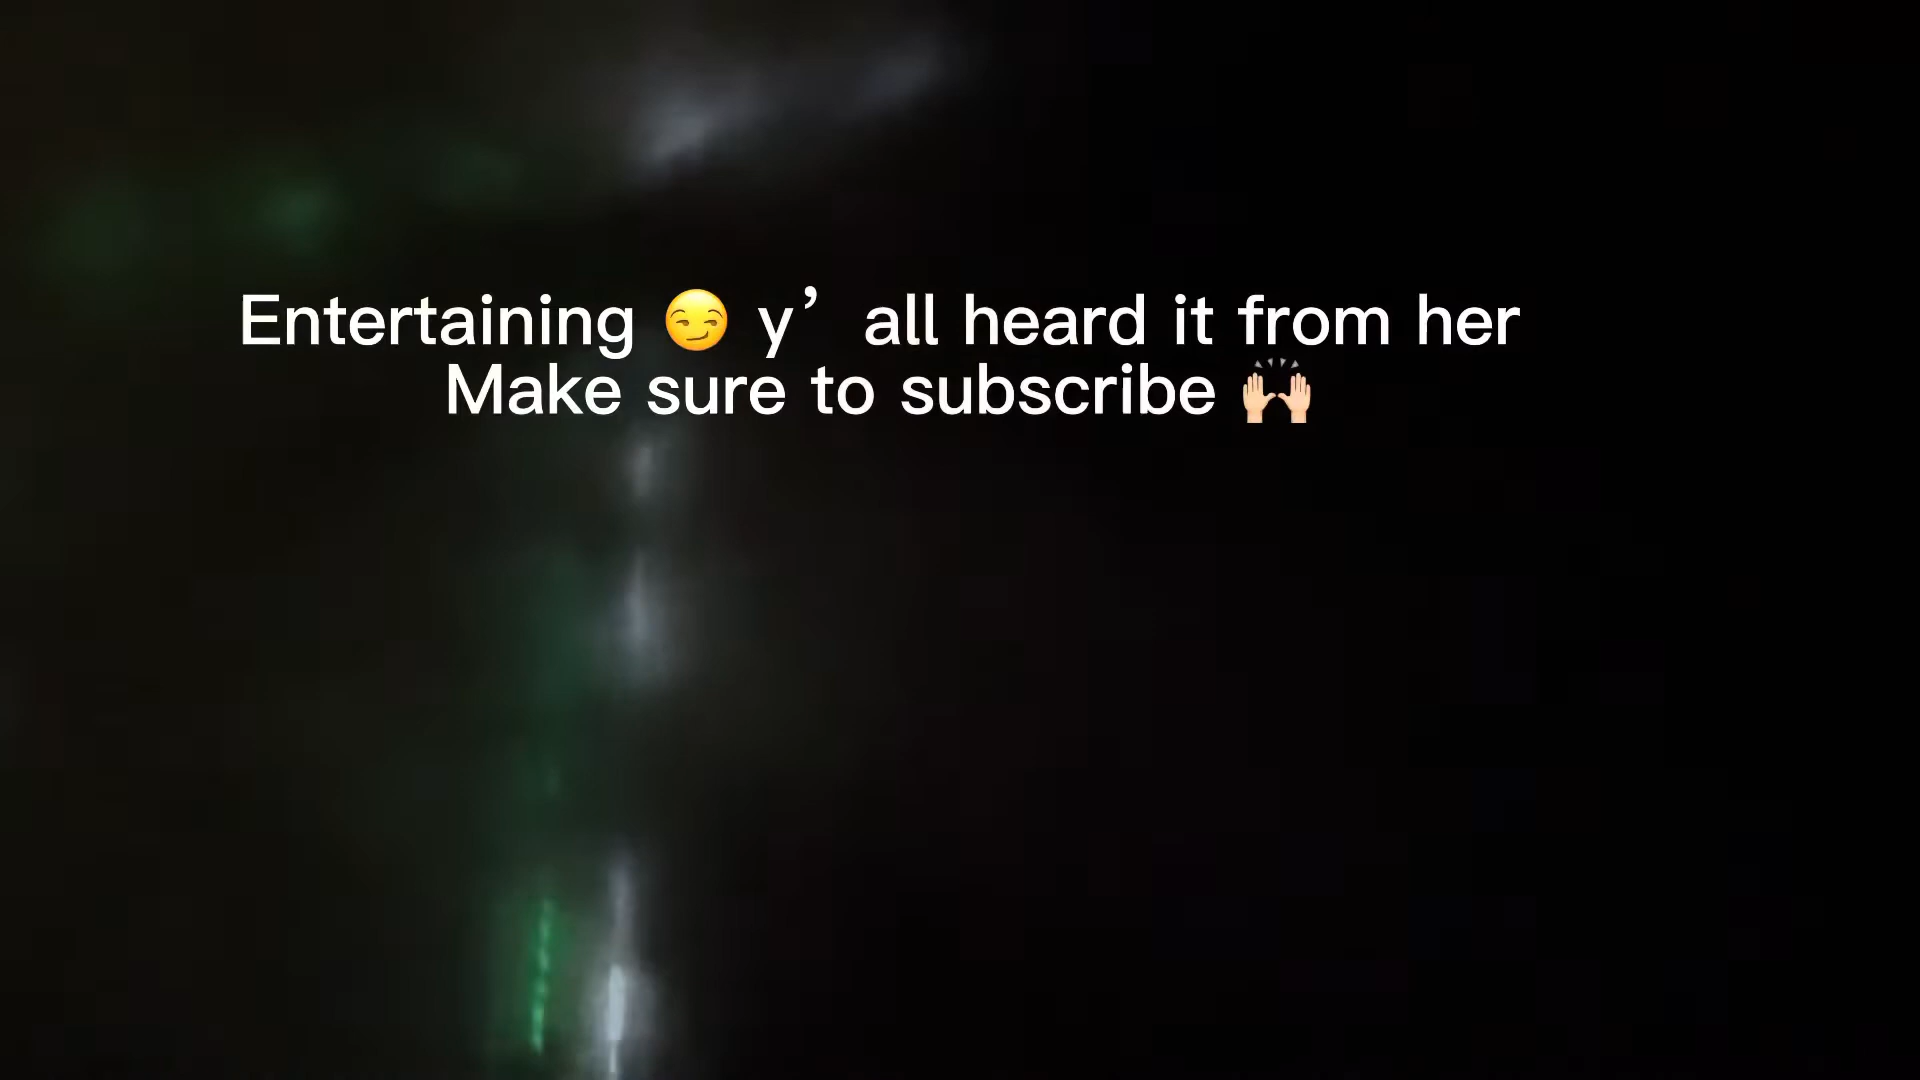 Entertaining 😏 y’all heard it from her
Make sure to subscribe 🙌🏻